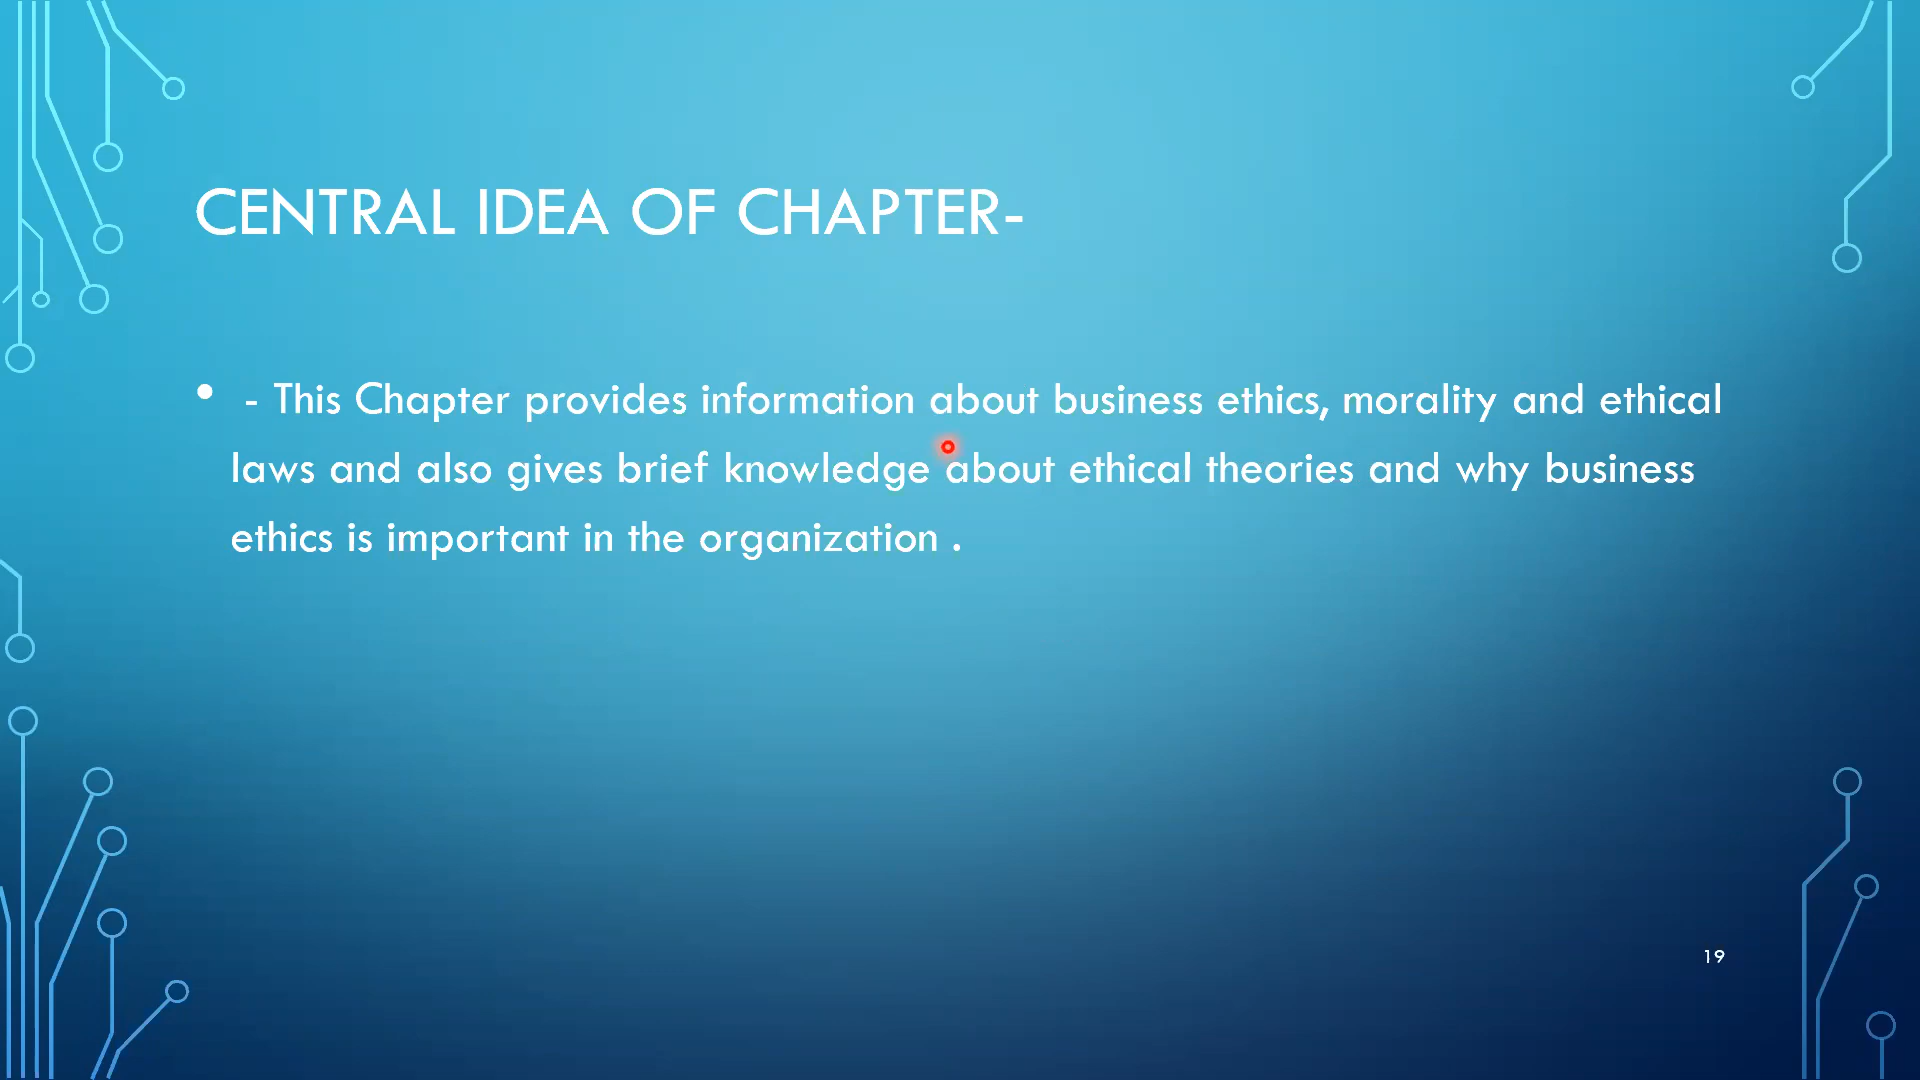 CENTRAL IDEA OF CHAPTER-
• - This Chapter provides information about business ethics, morality and ethical
laws and also gives brief knowledge about ethical theories and why business
ethics is important in the organization .
19